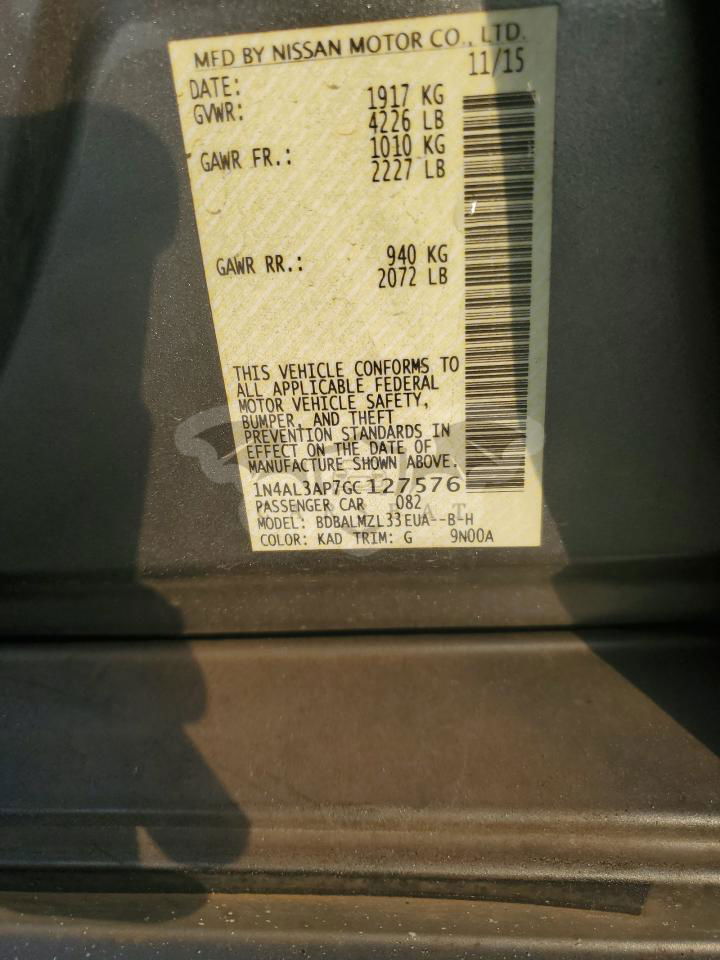 MFD BY NISSAN MOTOR CO., LTD.
DATE: 11/15
GVWR: 1917 KG
4226 LB
GAWR FR.: 1010 KG
2227 LB
GAWR RR.: 940 KG
2072 LB
THIS VEHICLE CONFORMS TO
ALL APPLICABLE FEDERAL
MOTOR VEHICLE SAFETY,
BUMPER, AND THEFT
PREVENTION STANDARDS IN
EFFECT ON THE DATE OF
MANUFACTURE SHOWN ABOVE.
1N4AL3AP7GC127576
PASSENGER CAR 082
MODEL: BDBALMZL33EUA--B-H
COLOR: KAD TRIM: G 9N00A